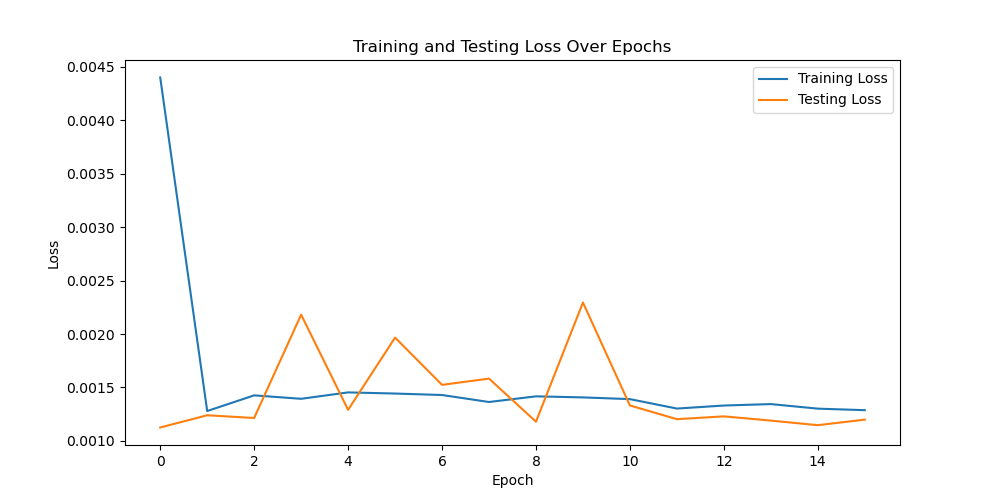 Training and Testing Loss Over Epochs
Training Loss
Testing Loss
0.0045
0.0040
0.0035
0.0030
0.0025
0.0020
0.0015
0.0010
Loss
0 2 4 6 8 10 12 14
Epoch